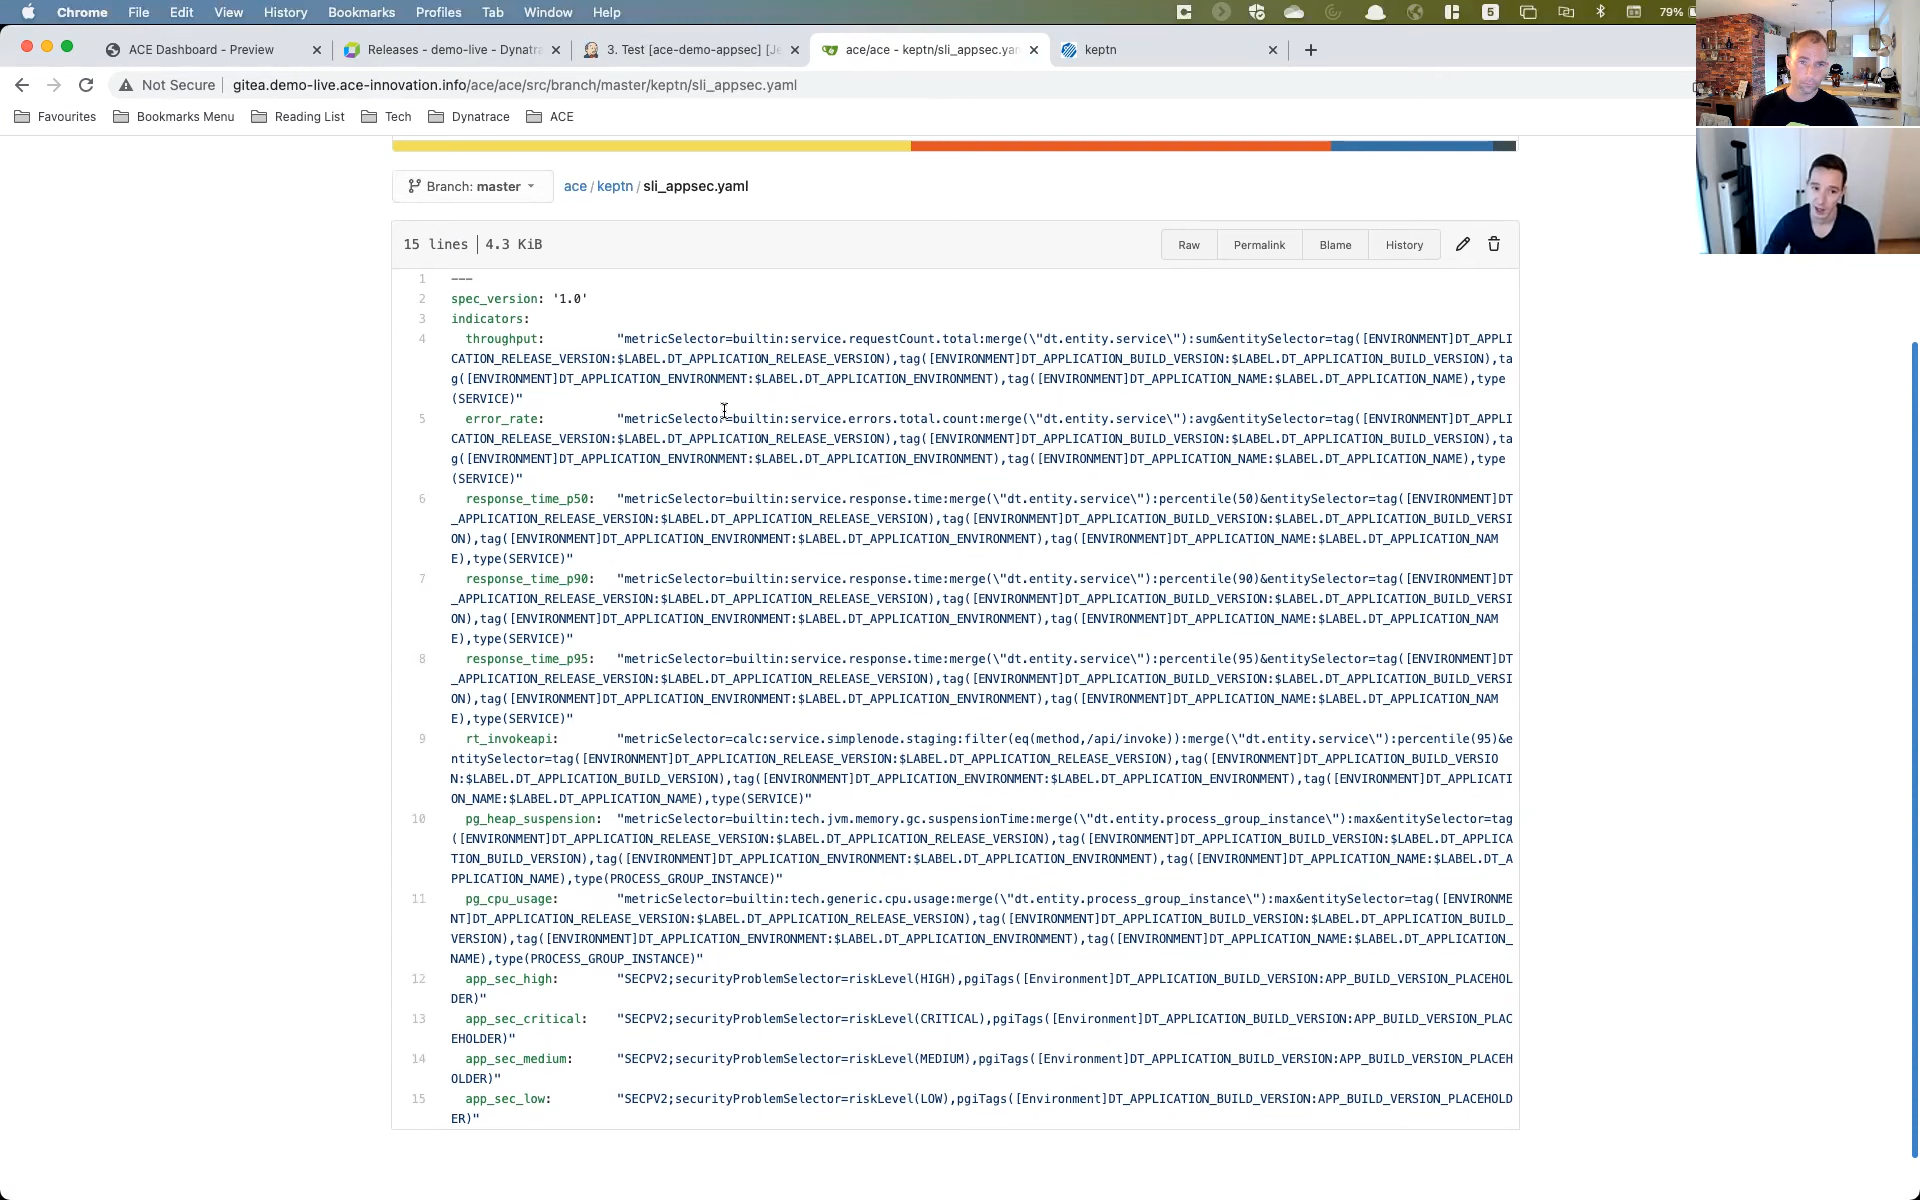 Chrome File Edit View History Bookmarks Profiles Tab Window Help 5 79%
ACE Dashboard - Preview
Releases - demo-live - Dynatra
3. Test [ace-demo-appsec] [Je
ace/ace - keptn/sli_appsec.yam
keptn
Not Secure gitea.demo-live.ace-innovation.info/ace/ace/src/branch/master/keptn/sli_appsec.yaml
Favourites Bookmarks Menu Reading List Tech Dynatrace ACE
Branch: master ace / keptn / sli_appsec.yaml
15 lines | 4.3 KiB Raw Permalink Blame History
1 ---
2 spec_version: '1.0'
3 indicators:
4 throughput: "metricSelector=builtin:service.requestCount.total:merge(\"dt.entity.service\"):sum&entitySelector=tag([ENVIRONMENT]DT_APPLI
CATION_RELEASE_VERSION:$LABEL.DT_APPLICATION_RELEASE_VERSION),tag([ENVIRONMENT]DT_APPLICATION_BUILD_VERSION:$LABEL.DT_APPLICATION_BUILD_VERSION),ta
g([ENVIRONMENT]DT_APPLICATION_ENVIRONMENT:$LABEL.DT_APPLICATION_ENVIRONMENT),tag([ENVIRONMENT]DT_APPLICATION_NAME:$LABEL.DT_APPLICATION_NAME),type
(SERVICE)"
5 error_rate: "metricSelector=builtin:service.errors.total.count:merge(\"dt.entity.service\"):avg&entitySelector=tag([ENVIRONMENT]DT_APPLI
CATION_RELEASE_VERSION:$LABEL.DT_APPLICATION_RELEASE_VERSION),tag([ENVIRONMENT]DT_APPLICATION_BUILD_VERSION:$LABEL.DT_APPLICATION_BUILD_VERSION),ta
g([ENVIRONMENT]DT_APPLICATION_ENVIRONMENT:$LABEL.DT_APPLICATION_ENVIRONMENT),tag([ENVIRONMENT]DT_APPLICATION_NAME:$LABEL.DT_APPLICATION_NAME),type
(SERVICE)"
6 response_time_p50: "metricSelector=builtin:service.response.time:merge(\"dt.entity.service\"):percentile(50)&entitySelector=tag([ENVIRONMENT]DT
_APPLICATION_RELEASE_VERSION:$LABEL.DT_APPLICATION_RELEASE_VERSION),tag([ENVIRONMENT]DT_APPLICATION_BUILD_VERSION:$LABEL.DT_APPLICATION_BUILD_VERSI
ON),tag([ENVIRONMENT]DT_APPLICATION_ENVIRONMENT:$LABEL.DT_APPLICATION_ENVIRONMENT),tag([ENVIRONMENT]DT_APPLICATION_NAME:$LABEL.DT_APPLICATION_NAM
E),type(SERVICE)"
7 response_time_p90: "metricSelector=builtin:service.response.time:merge(\"dt.entity.service\"):percentile(90)&entitySelector=tag([ENVIRONMENT]DT
_APPLICATION_RELEASE_VERSION:$LABEL.DT_APPLICATION_RELEASE_VERSION),tag([ENVIRONMENT]DT_APPLICATION_BUILD_VERSION:$LABEL.DT_APPLICATION_BUILD_VERSI
ON),tag([ENVIRONMENT]DT_APPLICATION_ENVIRONMENT:$LABEL.DT_APPLICATION_ENVIRONMENT),tag([ENVIRONMENT]DT_APPLICATION_NAME:$LABEL.DT_APPLICATION_NAM
E),type(SERVICE)"
8 response_time_p95: "metricSelector=builtin:service.response.time:merge(\"dt.entity.service\"):percentile(95)&entitySelector=tag([ENVIRONMENT]DT
_APPLICATION_RELEASE_VERSION:$LABEL.DT_APPLICATION_RELEASE_VERSION),tag([ENVIRONMENT]DT_APPLICATION_BUILD_VERSION:$LABEL.DT_APPLICATION_BUILD_VERSI
ON),tag([ENVIRONMENT]DT_APPLICATION_ENVIRONMENT:$LABEL.DT_APPLICATION_ENVIRONMENT),tag([ENVIRONMENT]DT_APPLICATION_NAME:$LABEL.DT_APPLICATION_NAM
E),type(SERVICE)"
9 rt_invokeapi: "metricSelector=calc:service.simplenode.staging:filter(eq(method,/api/invoke)):merge(\"dt.entity.service\"):percentile(95)&e
ntitySelector=tag([ENVIRONMENT]DT_APPLICATION_RELEASE_VERSION:$LABEL.DT_APPLICATION_RELEASE_VERSION),tag([ENVIRONMENT]DT_APPLICATION_BUILD_VERSIO
N:$LABEL.DT_APPLICATION_BUILD_VERSION),tag([ENVIRONMENT]DT_APPLICATION_ENVIRONMENT:$LABEL.DT_APPLICATION_ENVIRONMENT),tag([ENVIRONMENT]DT_APPLICATI
ON_NAME:$LABEL.DT_APPLICATION_NAME),type(SERVICE)"
10 pg_heap_suspension: "metricSelector=builtin:tech.jvm.memory.gc.suspensionTime:merge(\"dt.entity.process_group_instance\"):max&entitySelector=tag
([ENVIRONMENT]DT_APPLICATION_RELEASE_VERSION:$LABEL.DT_APPLICATION_RELEASE_VERSION),tag([ENVIRONMENT]DT_APPLICATION_BUILD_VERSION:$LABEL.DT_APPLICA
TION_BUILD_VERSION),tag([ENVIRONMENT]DT_APPLICATION_ENVIRONMENT:$LABEL.DT_APPLICATION_ENVIRONMENT),tag([ENVIRONMENT]DT_APPLICATION_NAME:$LABEL.DT_A
PPLICATION_NAME),type(PROCESS_GROUP_INSTANCE)"
11 pg_cpu_usage: "metricSelector=builtin:tech.generic.cpu.usage:merge(\"dt.entity.process_group_instance\"):max&entitySelector=tag([ENVIRONME
NT]DT_APPLICATION_RELEASE_VERSION:$LABEL.DT_APPLICATION_RELEASE_VERSION),tag([ENVIRONMENT]DT_APPLICATION_BUILD_VERSION:$LABEL.DT_APPLICATION_BUILD_
VERSION),tag([ENVIRONMENT]DT_APPLICATION_ENVIRONMENT:$LABEL.DT_APPLICATION_ENVIRONMENT),tag([ENVIRONMENT]DT_APPLICATION_NAME:$LABEL.DT_APPLICATION_
NAME),type(PROCESS_GROUP_INSTANCE)"
12 app_sec_high: "SECPV2;securityProblemSelector=riskLevel(HIGH),pgiTags([Environment]DT_APPLICATION_BUILD_VERSION:APP_BUILD_VERSION_PLACEHOL
DER)"
13 app_sec_critical: "SECPV2;securityProblemSelector=riskLevel(CRITICAL),pgiTags([Environment]DT_APPLICATION_BUILD_VERSION:APP_BUILD_VERSION_PLAC
EHOLDER)"
14 app_sec_medium: "SECPV2;securityProblemSelector=riskLevel(MEDIUM),pgiTags([Environment]DT_APPLICATION_BUILD_VERSION:APP_BUILD_VERSION_PLACEH
OLDER)"
15 app_sec_low: "SECPV2;securityProblemSelector=riskLevel(LOW),pgiTags([Environment]DT_APPLICATION_BUILD_VERSION:APP_BUILD_VERSION_PLACEHOLD
ER)"